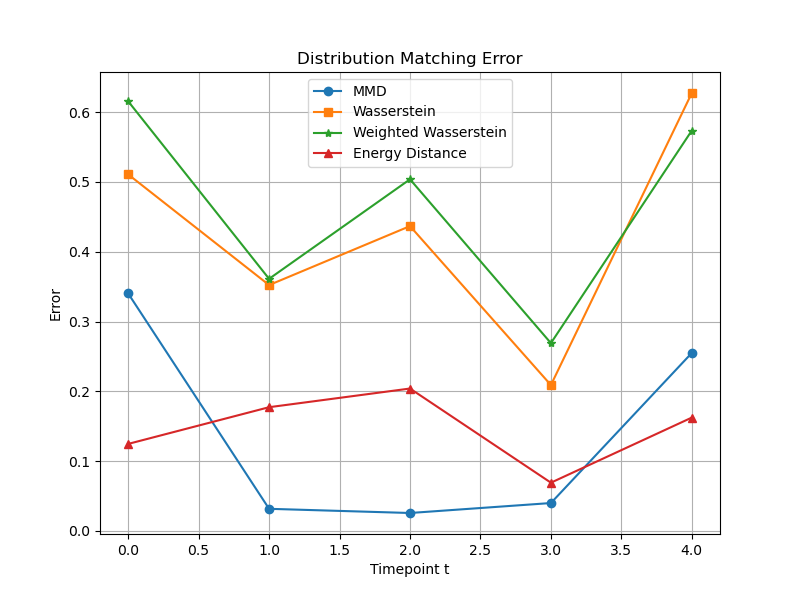 Distribution Matching Error
MMD
Wasserstein
Weighted Wasserstein
Energy Distance
Error
0.6
0.5
0.4
0.3
0.2
0.1
0.0
0.0 0.5 1.0 1.5 2.0 2.5 3.0 3.5 4.0
Timepoint t